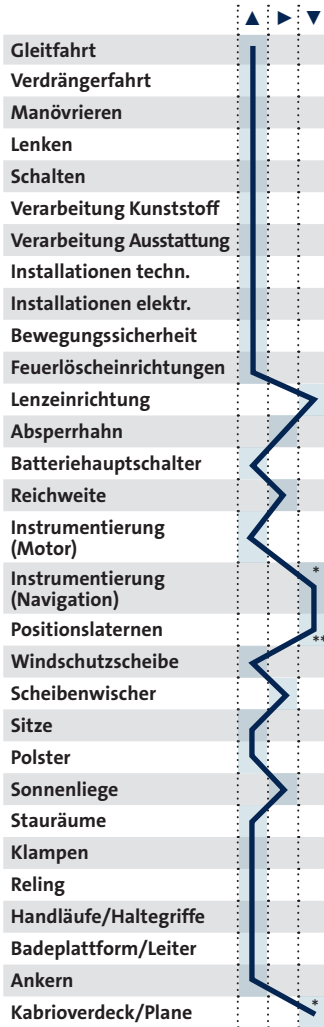 ▲ ► ▼
Gleitfahrt
Verdrängerfahrt
Manövrieren
Lenken
Schalten
Verarbeitung Kunststoff
Verarbeitung Ausstattung
Installationen techn.
Installationen elektr.
Bewegungssicherheit
Feuerlöscheinrichtungen
Lenzeinrichtung
Absperrhahn
Batteriehauptschalter
Reichweite
Instrumentierung
(Motor)
Instrumentierung *
(Navigation)
Positionslaternen **
Windschutzscheibe
Scheibenwischer
Sitze
Polster
Sonnenliege
Stauräume
Klampen
Reling
Handläufe/Haltegriffe
Badeplattform/Leiter
Ankern
Kabrioverdeck/Plane *